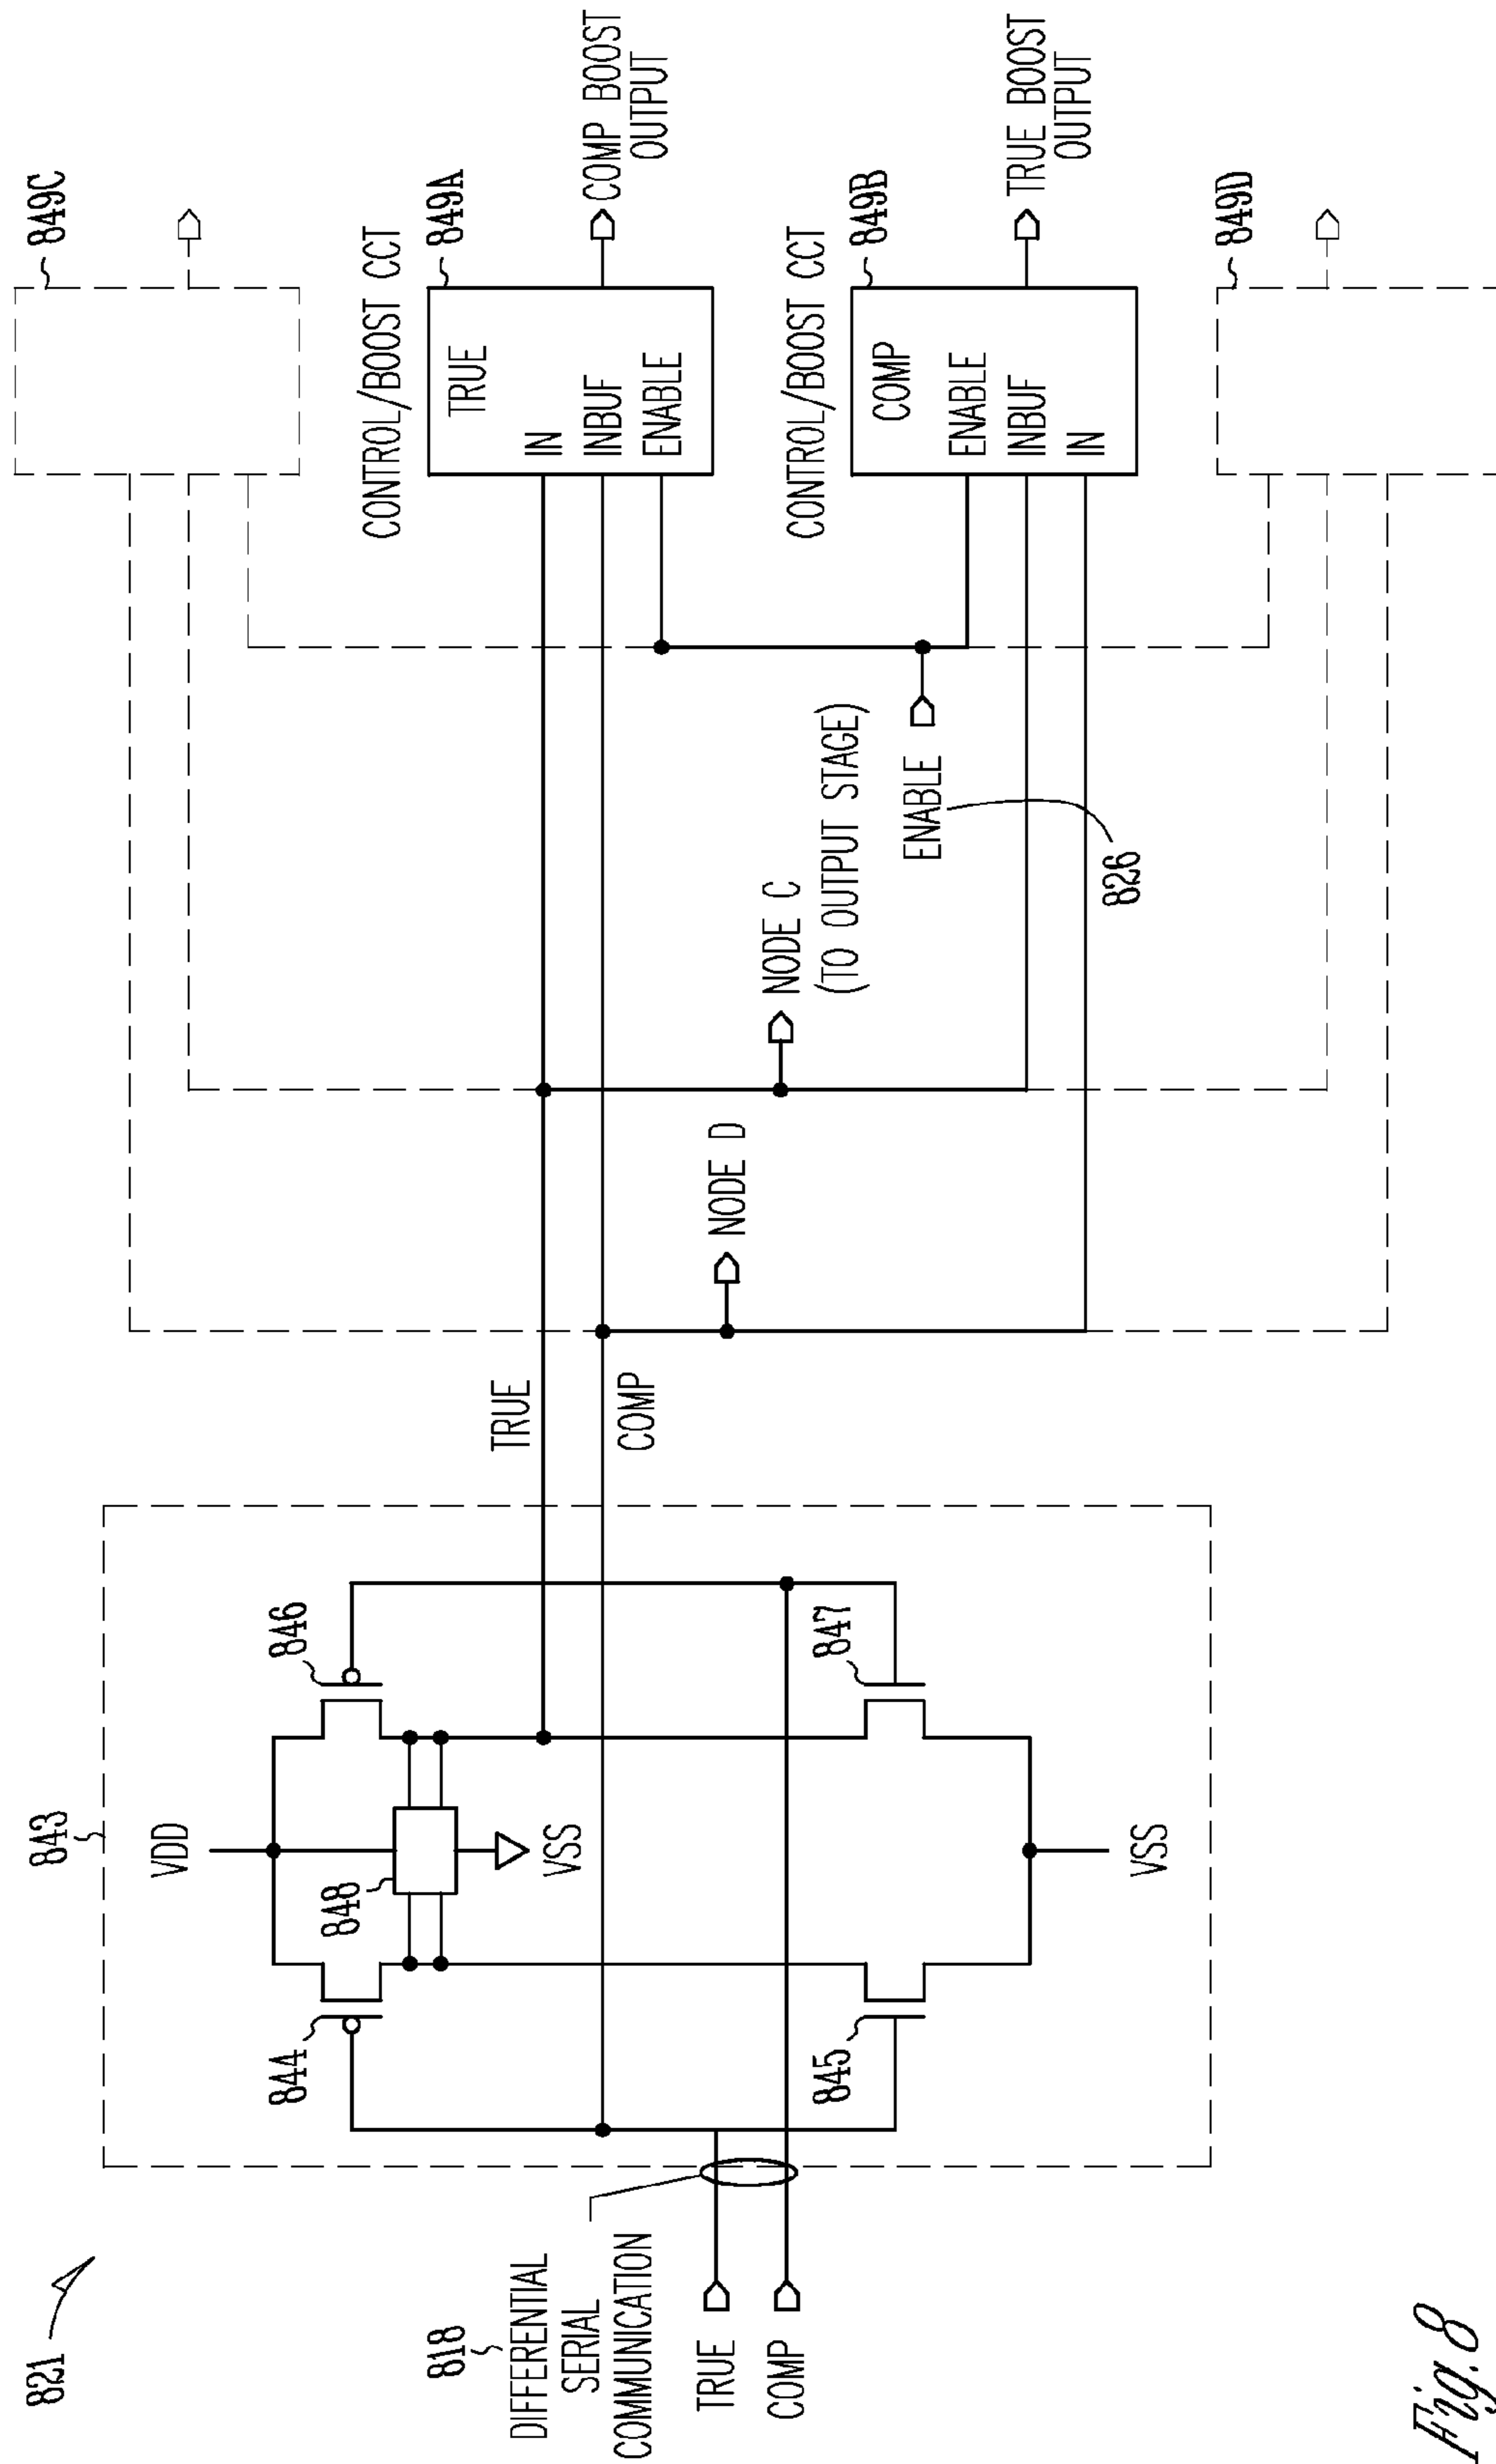 821
818
DIFFERENTIAL
SERIAL
COMMUNICATION
TRUE
COMP
843
VDD
844
846
848
VSS
845
847
VSS
TRUE
COMP
NODE D
NODE C
(TO OUTPUT STAGE)
ENABLE
826
849C
CONTROL/BOOST CCT
849A
TRUE
IN
INBUF
ENABLE
COMP BOOST
OUTPUT
CONTROL/BOOST CCT
849B
COMP
ENABLE
INBUF
IN
TRUE BOOST
OUTPUT
849D
Fig. 8